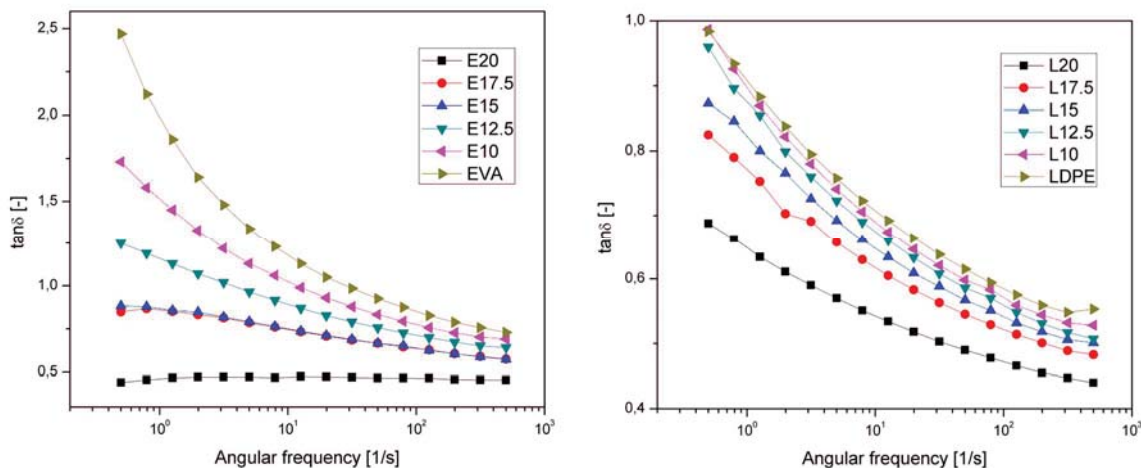 2,5
2,0
1,5
1,0
0,5
tanδ [-]
E20
E17.5
E15
E12.5
E10
EVA
10⁰
10¹
10²
10³
Angular frequency [1/s]
1,0
0,8
0,6
0,4
tanδ [-]
L20
L17.5
L15
L12.5
L10
LDPE
10⁰
10¹
10²
10³
Angular frequency [1/s]